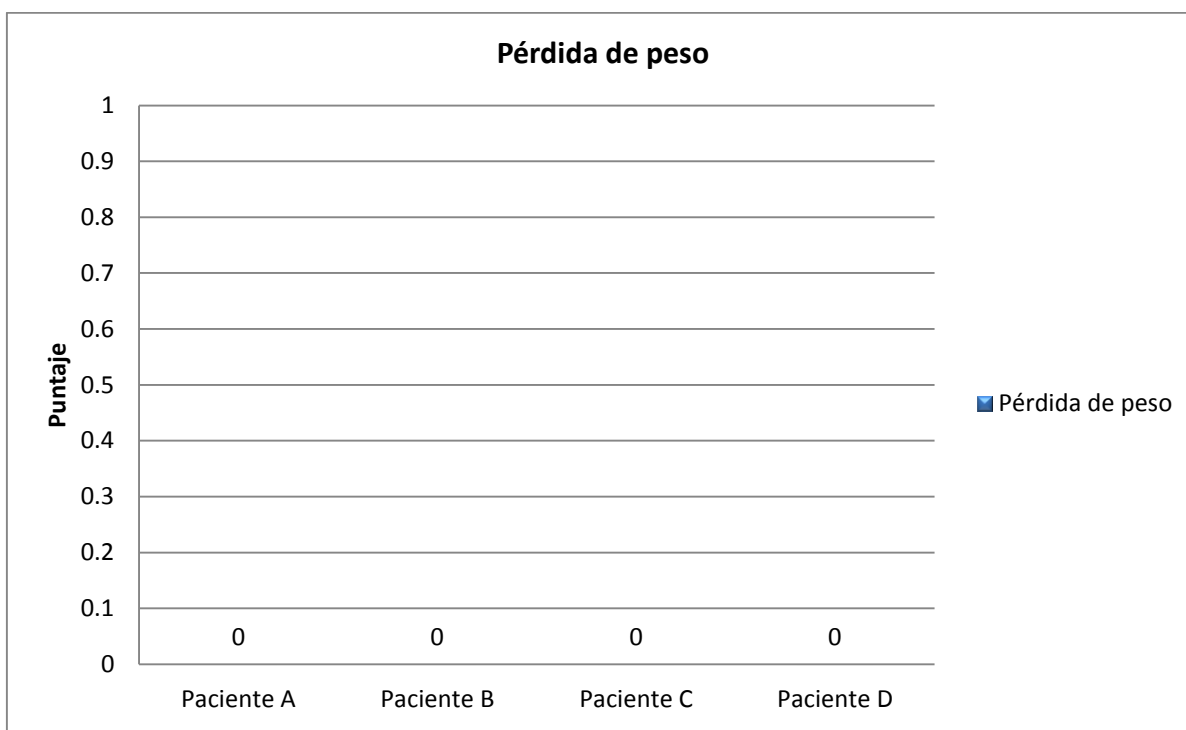 Pérdida de peso
1
0.9
0.8
0.7
0.6
0.5
0.4
0.3
0.2
0.1
0
Puntaje
0 0 0 0
Paciente A Paciente B Paciente C Paciente D
Pérdida de peso